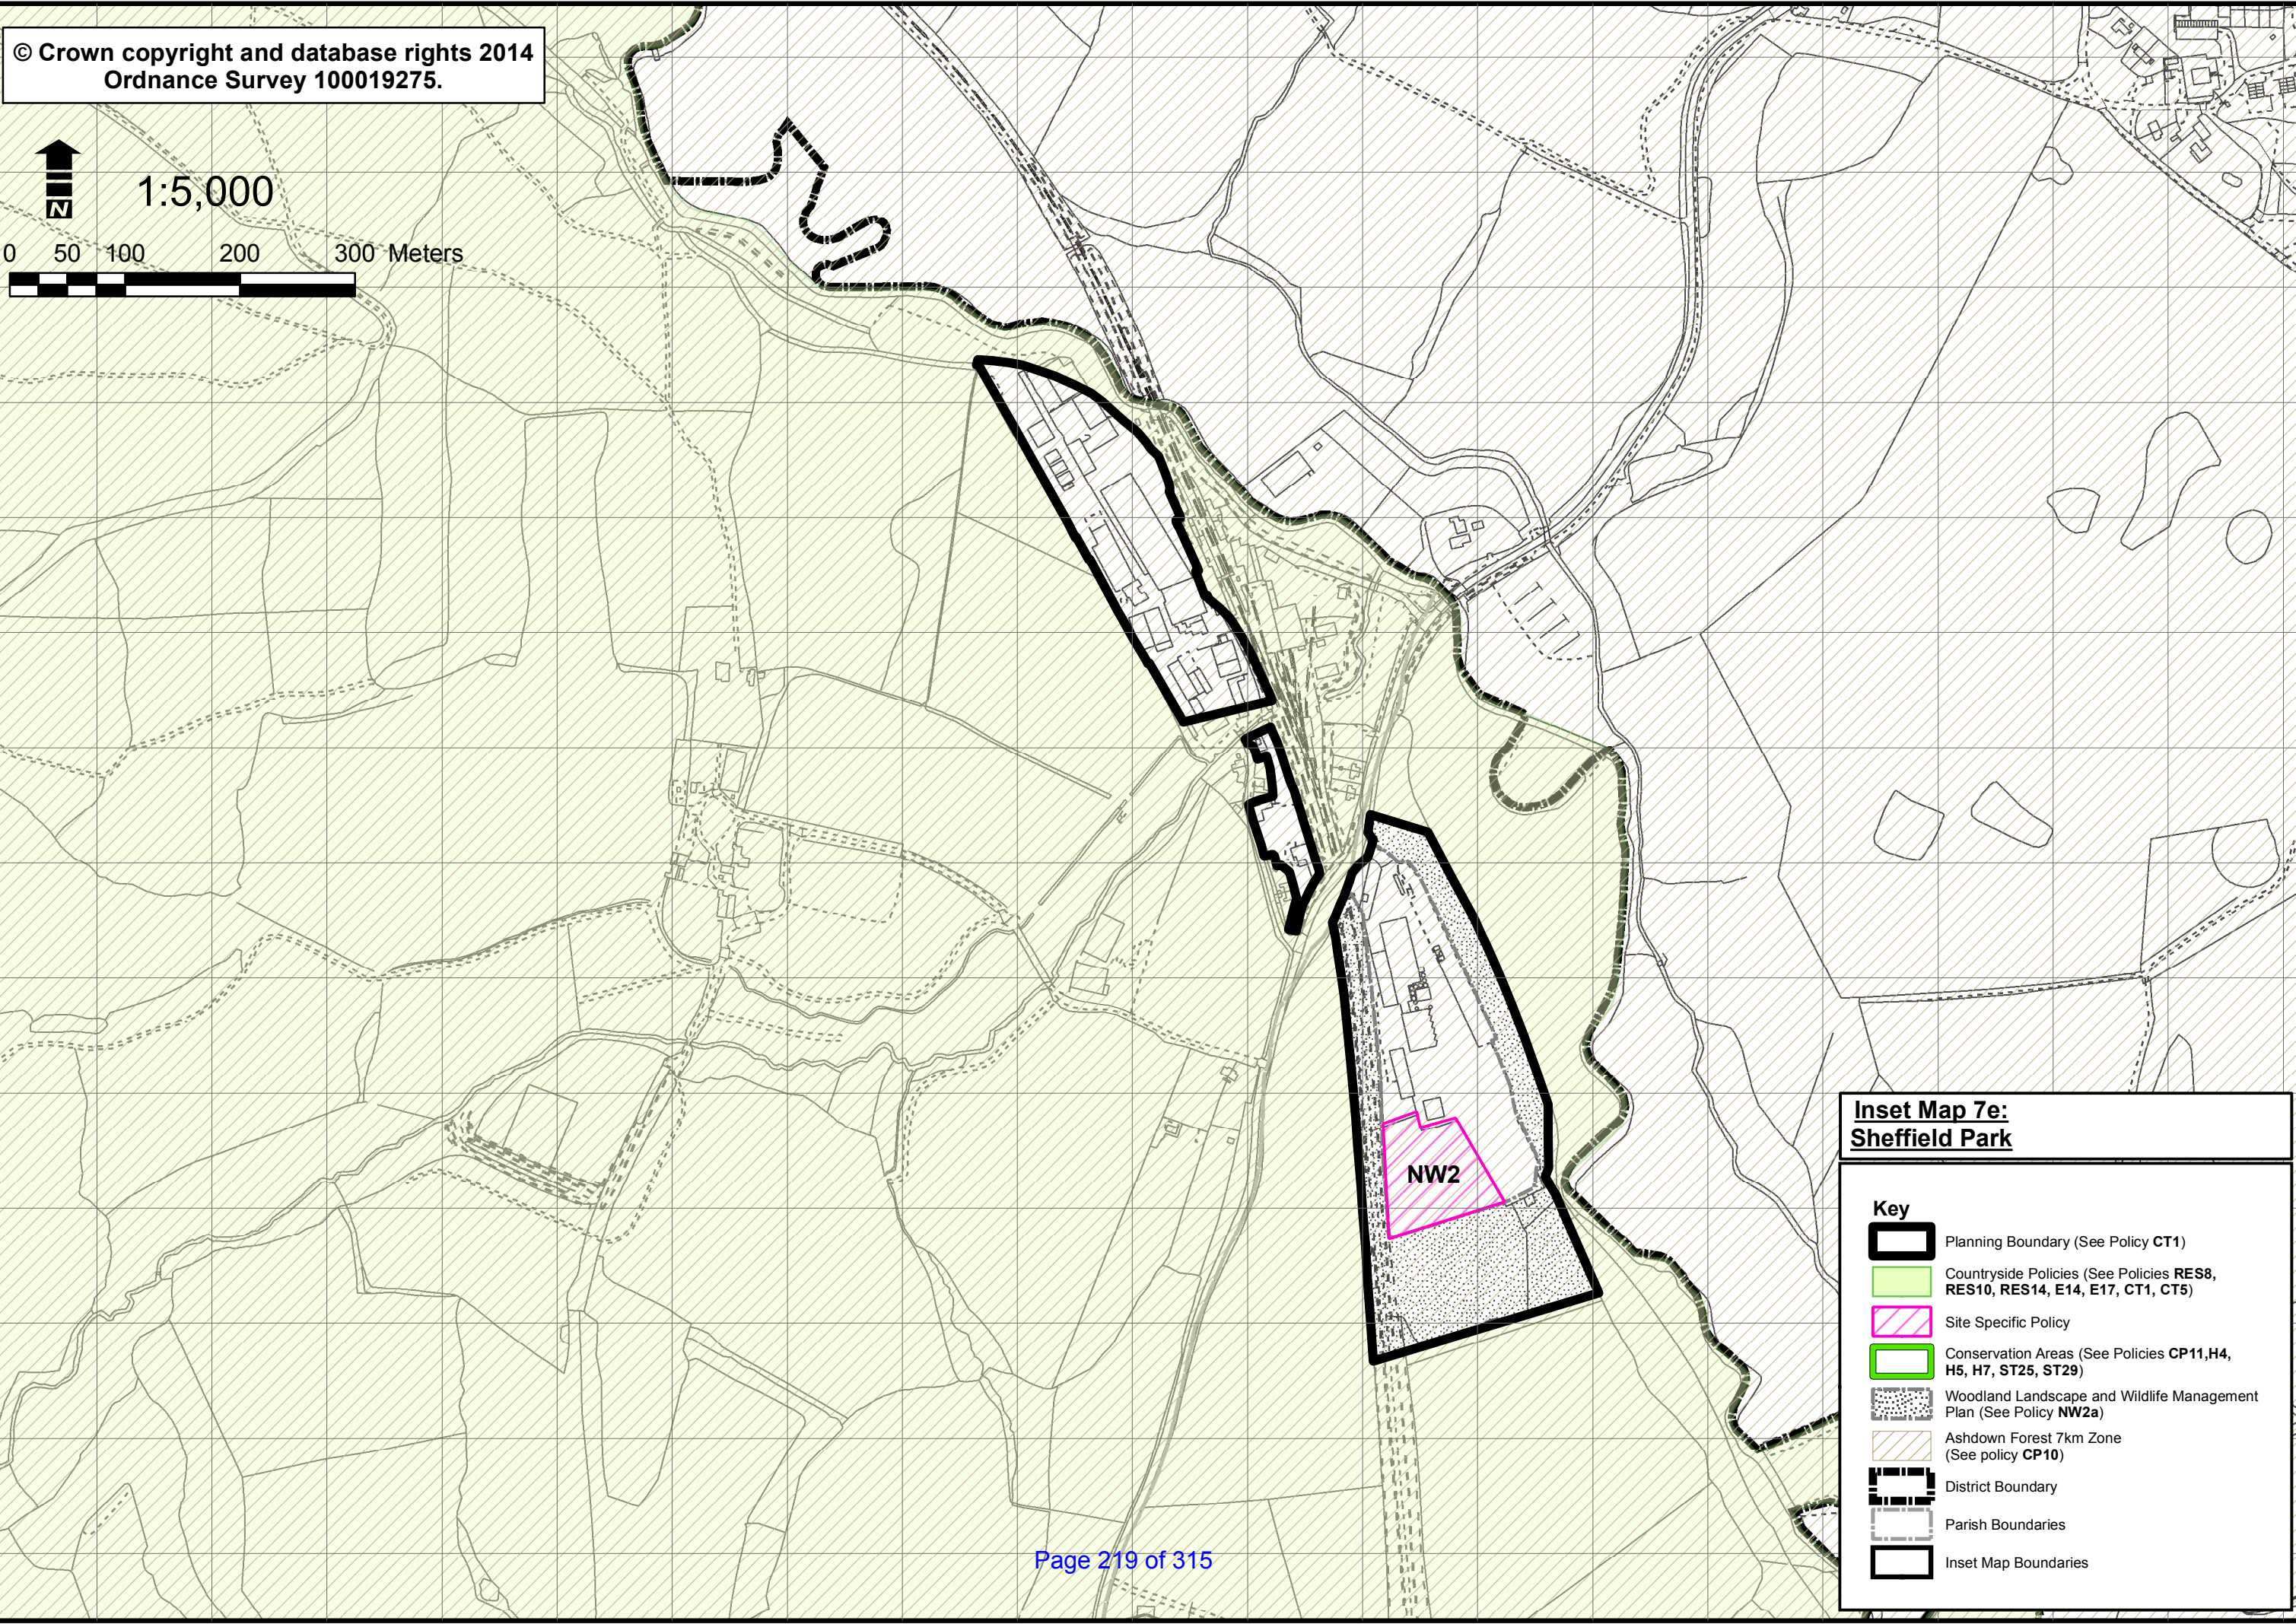 © Crown copyright and database rights 2014
Ordnance Survey 100019275.
N
1:5,000
0 50 100 200 300 Meters
NW2
Inset Map 7e:
Sheffield Park
Key
Planning Boundary (See Policy CT1)
Countryside Policies (See Policies RES8,
RES10, RES14, E14, E17, CT1, CT5)
Site Specific Policy
Conservation Areas (See Policies CP11,H4,
H5, H7, ST25, ST29)
Woodland Landscape and Wildlife Management
Plan (See Policy NW2a)
Ashdown Forest 7km Zone
(See policy CP10)
District Boundary
Parish Boundaries
Inset Map Boundaries
Page 219 of 315